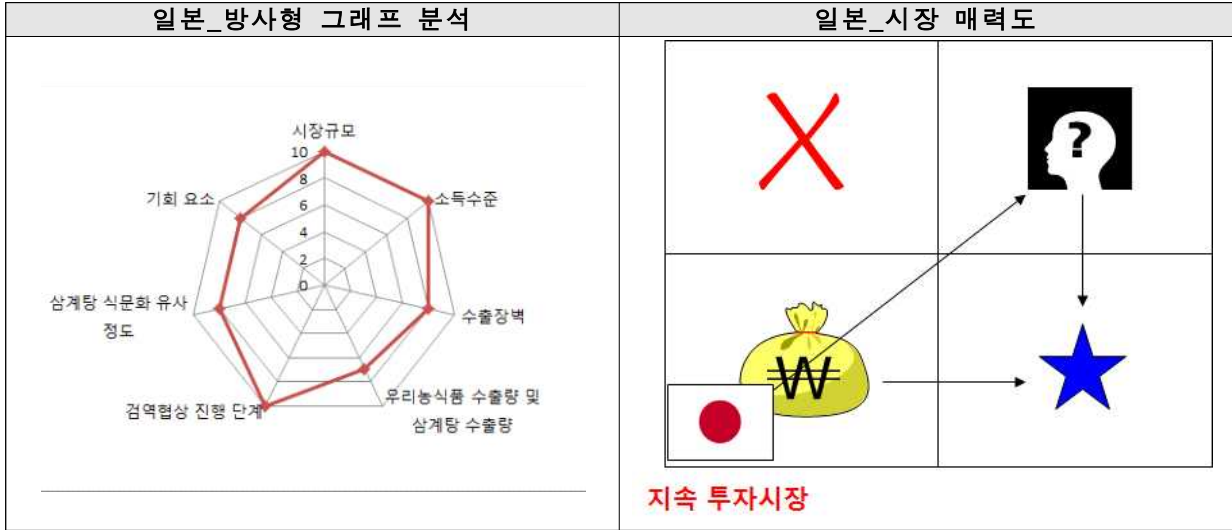 일본_방사형 그래프 분석
일본_시장 매력도
시장규모
10
8
6
4
2
0
소득수준
수출장벽
우리농식품 수출량 및
삼계탕 수출량
검역협상 진행 단계
삼계탕 식문화 유사
정도
기회 요소
?
₩
지속 투자시장